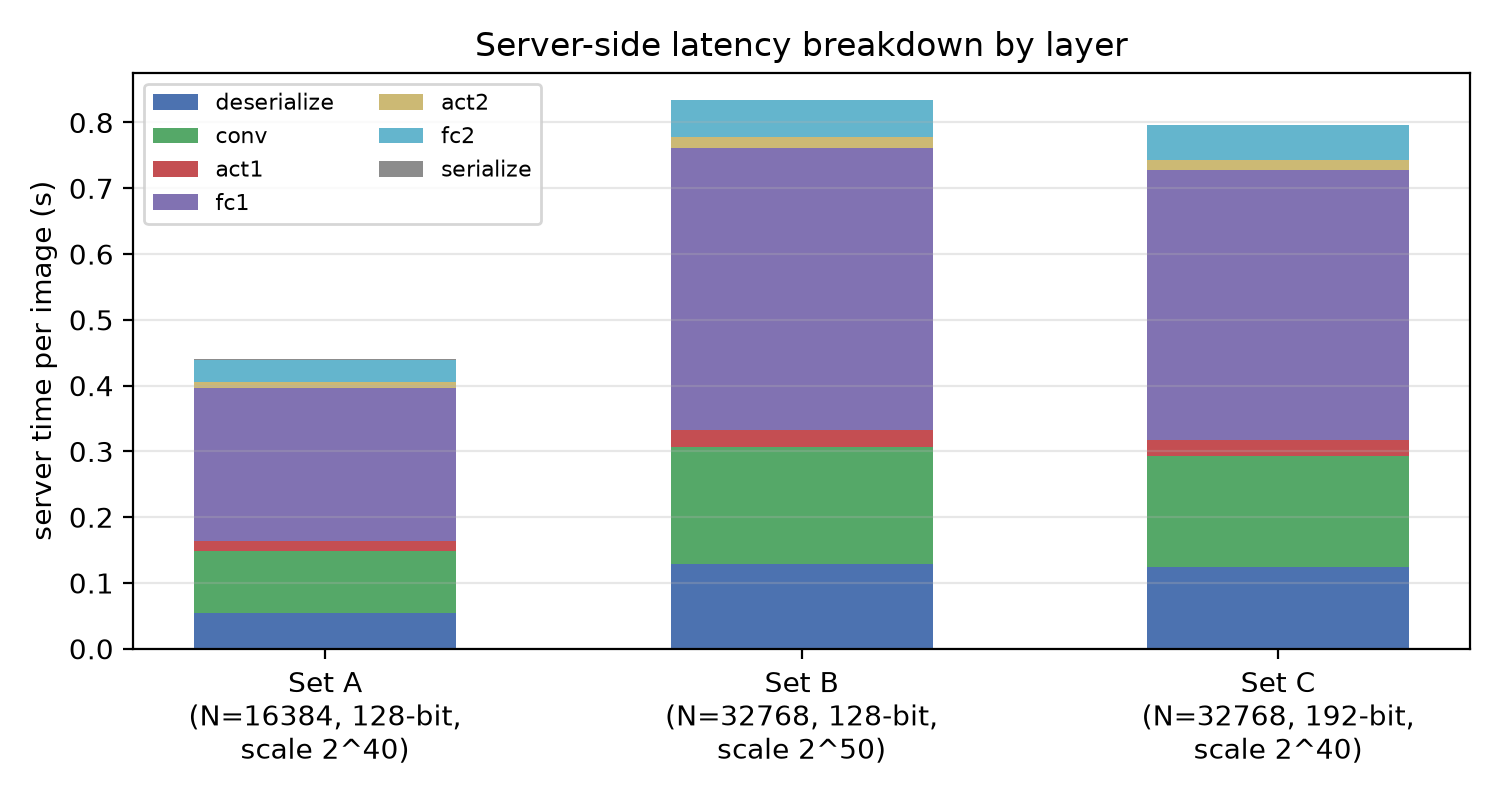 Server-side latency breakdown by layer
deserialize
conv
act1
fc1
act2
fc2
serialize
server time per image (s)
0.8
0.7
0.6
0.5
0.4
0.3
0.2
0.1
0.0
Set A
(N=16384, 128-bit,
scale 2^40)
Set B
(N=32768, 128-bit,
scale 2^50)
Set C
(N=32768, 192-bit,
scale 2^40)